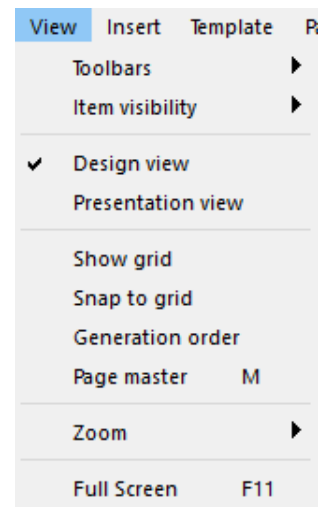 View Insert Template
Toolbars
Item visibility
Design view
Presentation view
Show grid
Snap to grid
Generation order
Page master M
Zoom
Full Screen F11